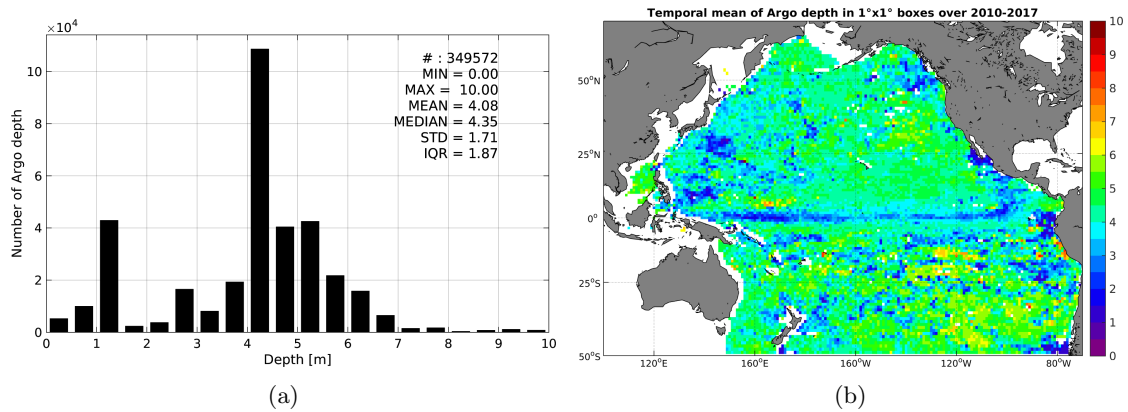 ×10⁴
# : 349572
MIN = 0.00
MAX = 10.00
MEAN = 4.08
MEDIAN = 4.35
STD = 1.71
IQR = 1.87
Number of Argo depth
10
8
6
4
2
0
0 1 2 3 4 5 6 7 8 9 10
Depth [m]
(a)
Temporal mean of Argo depth in 1°x1° boxes over 2010-2017
50°N
25°N
0°
25°S
50°S
120°E 160°E 160°W 120°W 80°W
10
9
8
7
6
5
4
3
2
1
0
(b)